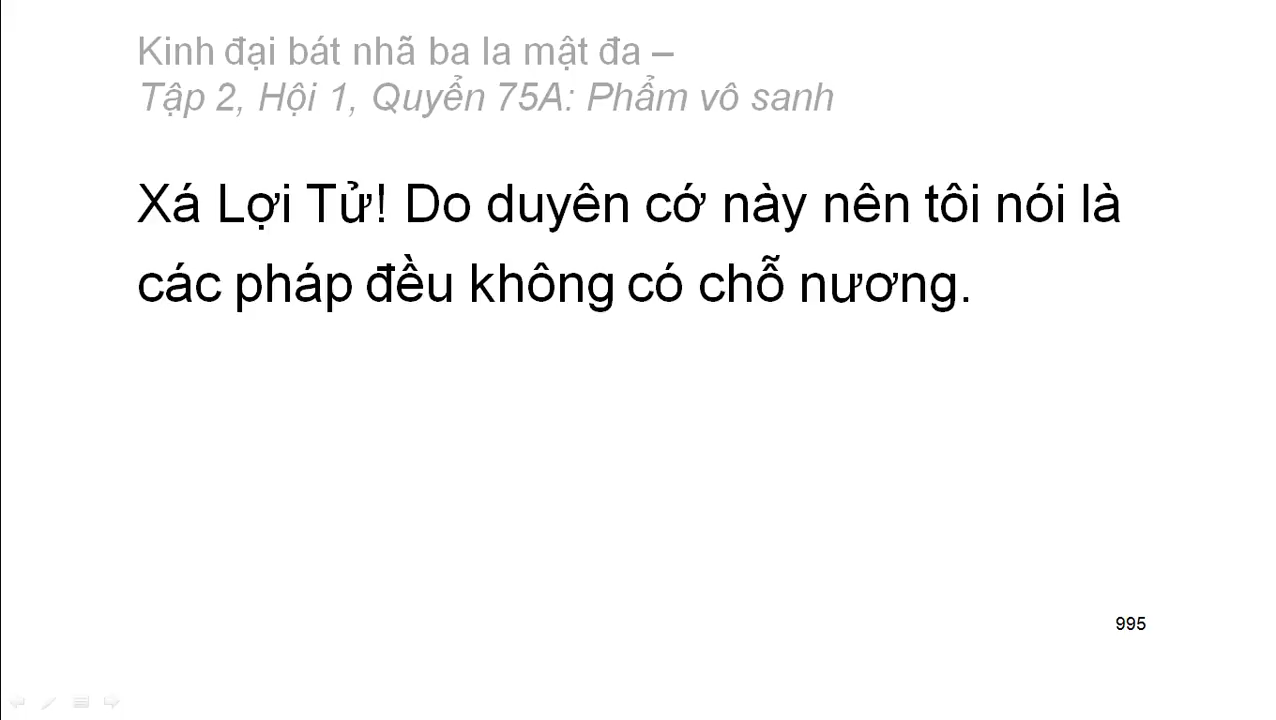 Kinh đại bát nhã ba la mật đa –
Tập 2, Hội 1, Quyển 75A: Phẩm vô sanh
Xá Lợi Tử! Do duyên cớ này nên tôi nói là
các pháp đều không có chỗ nương.
995